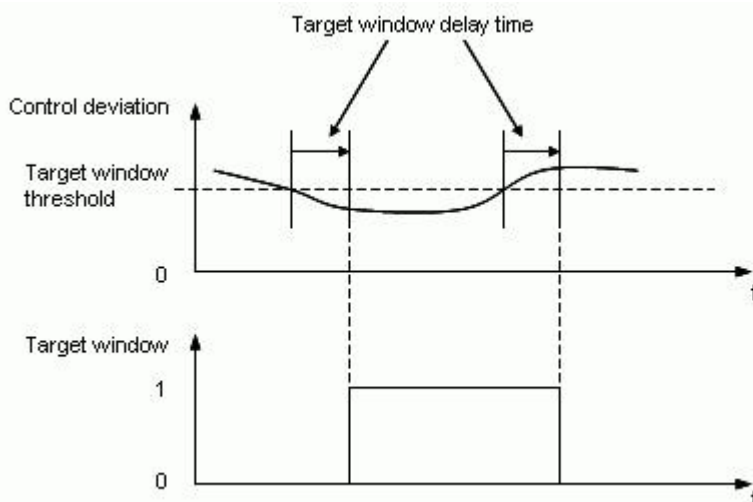 Target window delay time
Control deviation
Target window
threshold
0
t
Target window
1
0